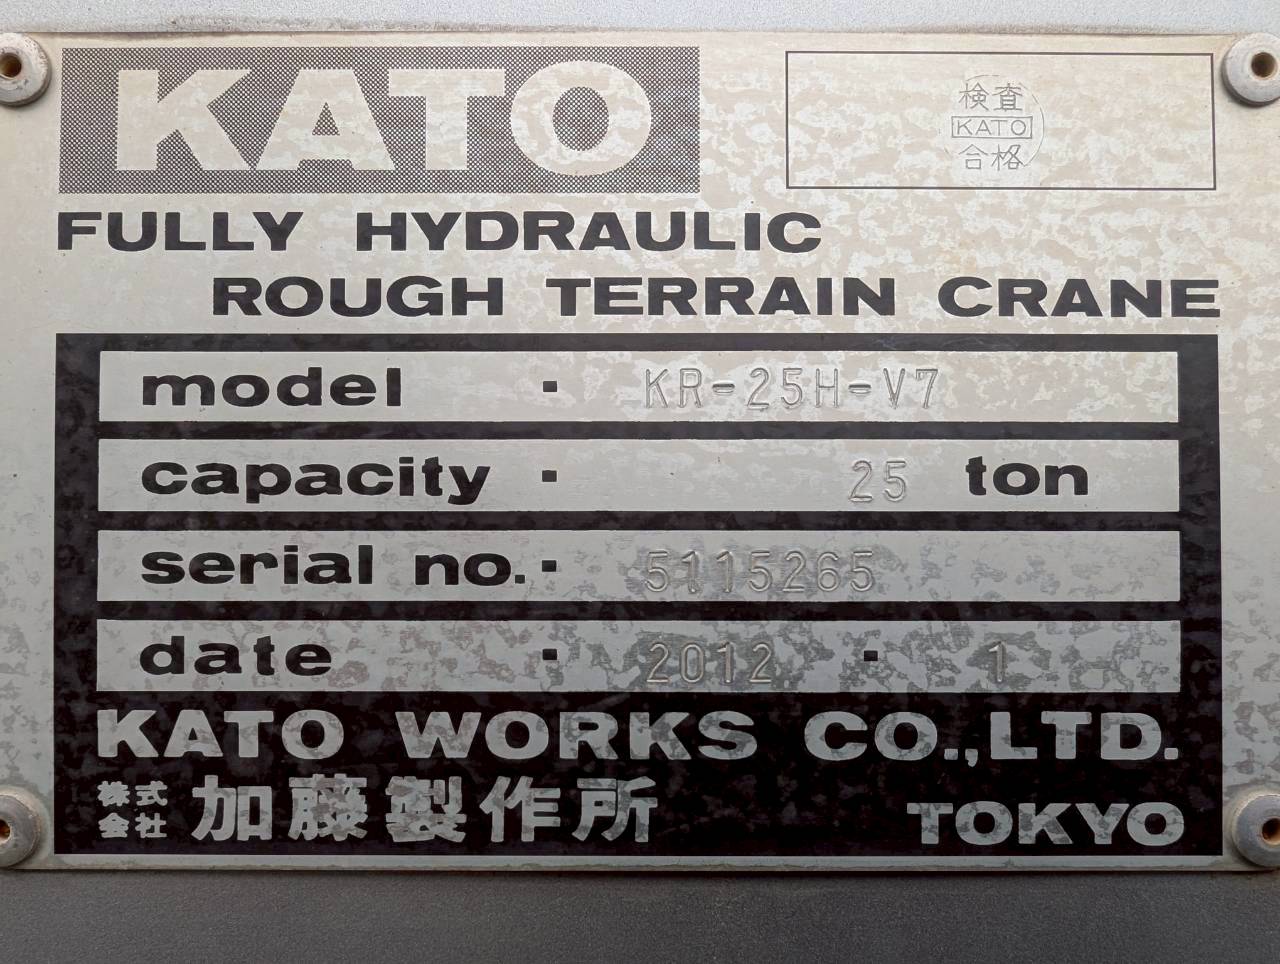 KATO
検査
KATO
合格
FULLY HYDRAULIC
ROUGH TERRAIN CRANE
model · KR-25H-V7
capacity · 25 ton
serial no. · 5115265
date · 2012 · 1
KATO WORKS CO.,LTD.
株式会社 加藤製作所 TOKYO